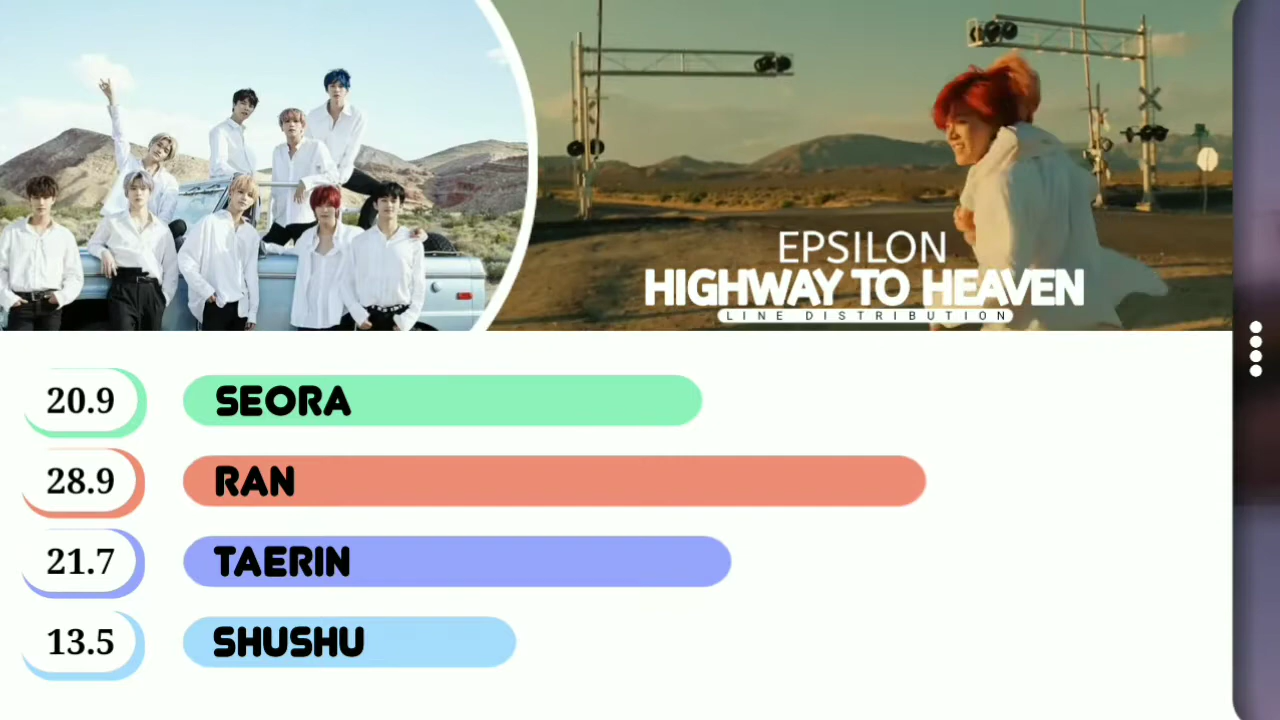 EPSILON
HIGHWAY TO HEAVEN
LINE DISTRIBUTION
20.9 SEORA
28.9 RAN
21.7 TAERIN
13.5 SHUSHU